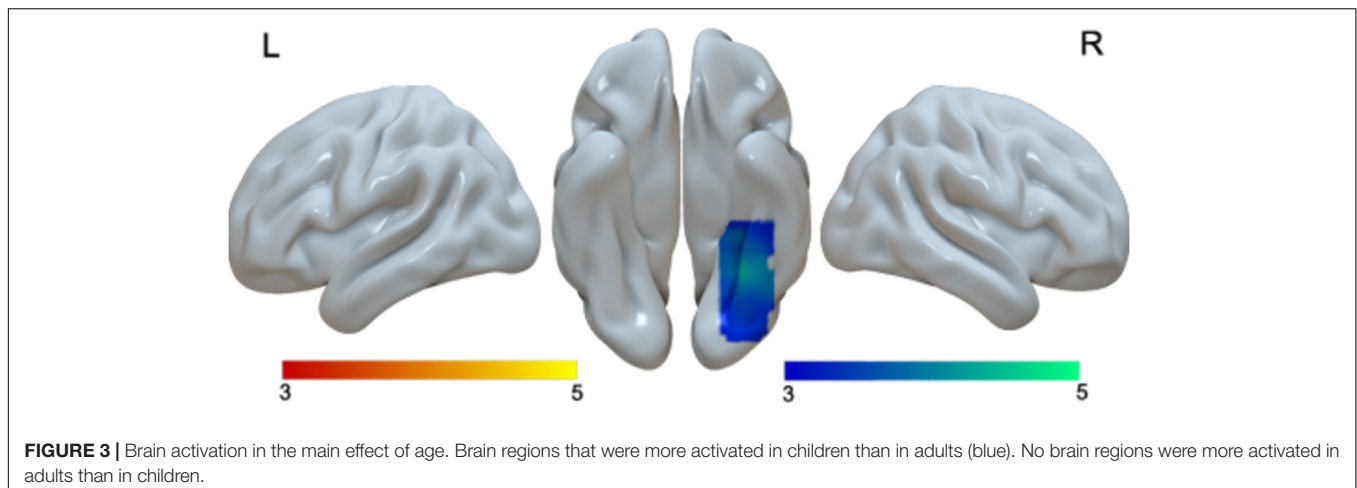 L
R
3
5
3
5
FIGURE 3 | Brain activation in the main effect of age. Brain regions that were more activated in children than in adults (blue). No brain regions were more activated in
adults than in children.